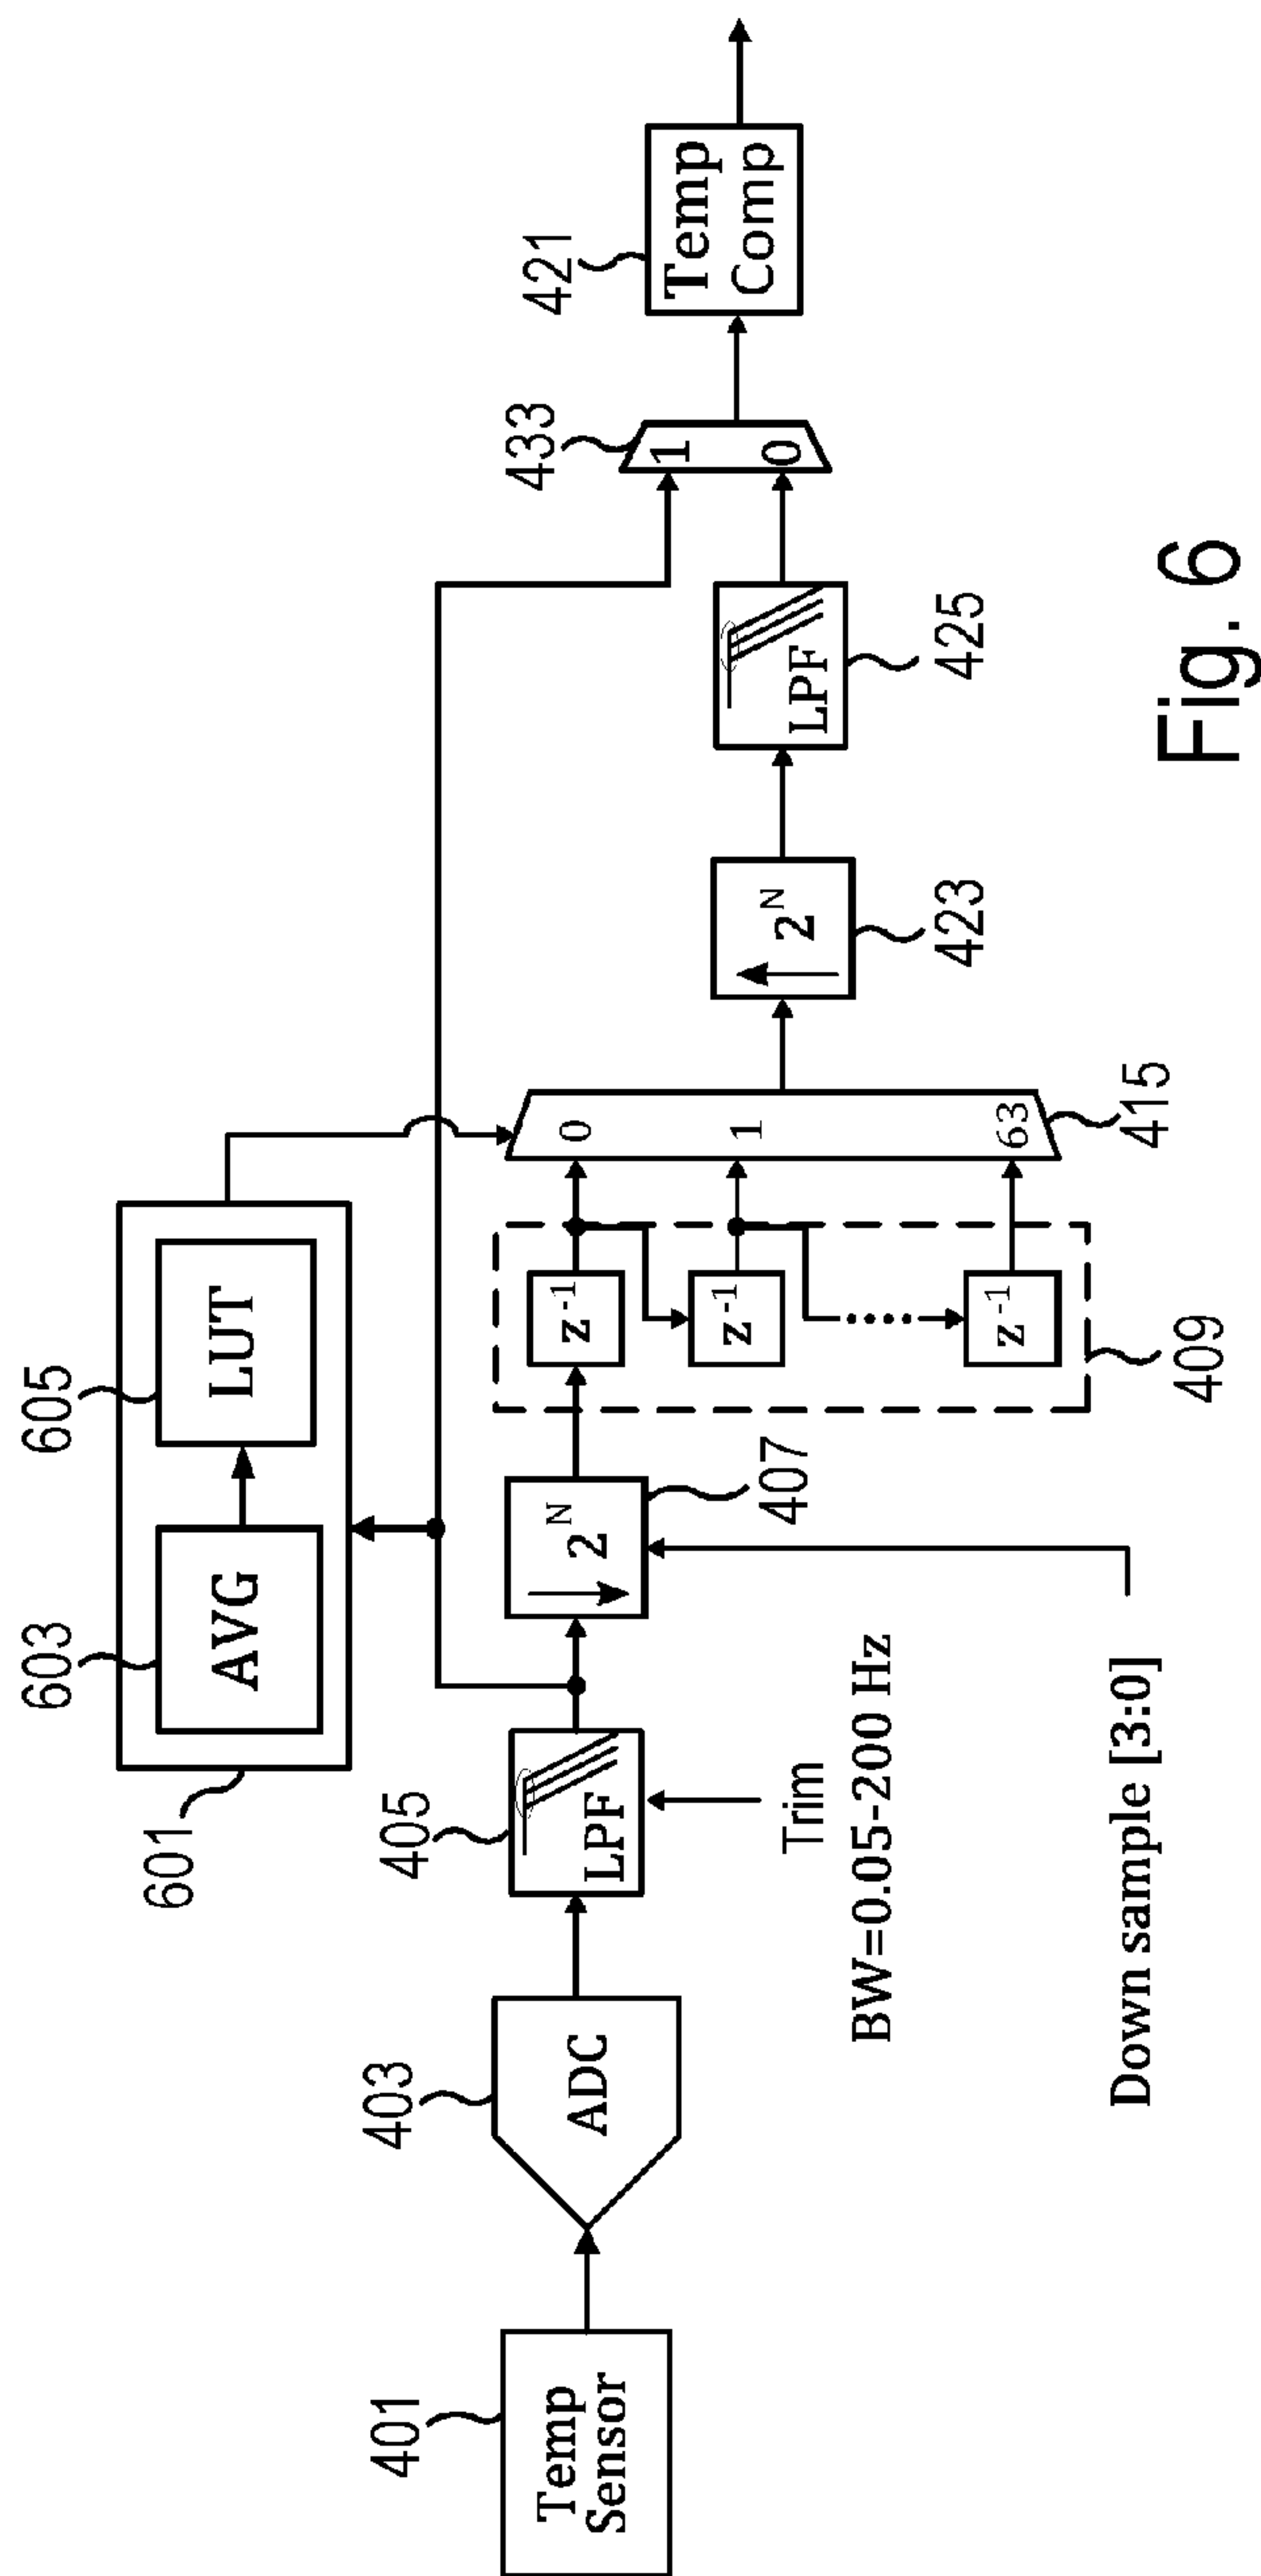 601
603
AVG
605
LUT
401
Temp
Sensor
403
ADC
405
LPF
Trim
BW=0.05-200 Hz
2^N
407
Down sample [3:0]
z^-1
z^-1
z^-1
409
0
1
63
415
2^N
423
LPF
425
433
1
0
421
Temp
Comp
Fig. 6